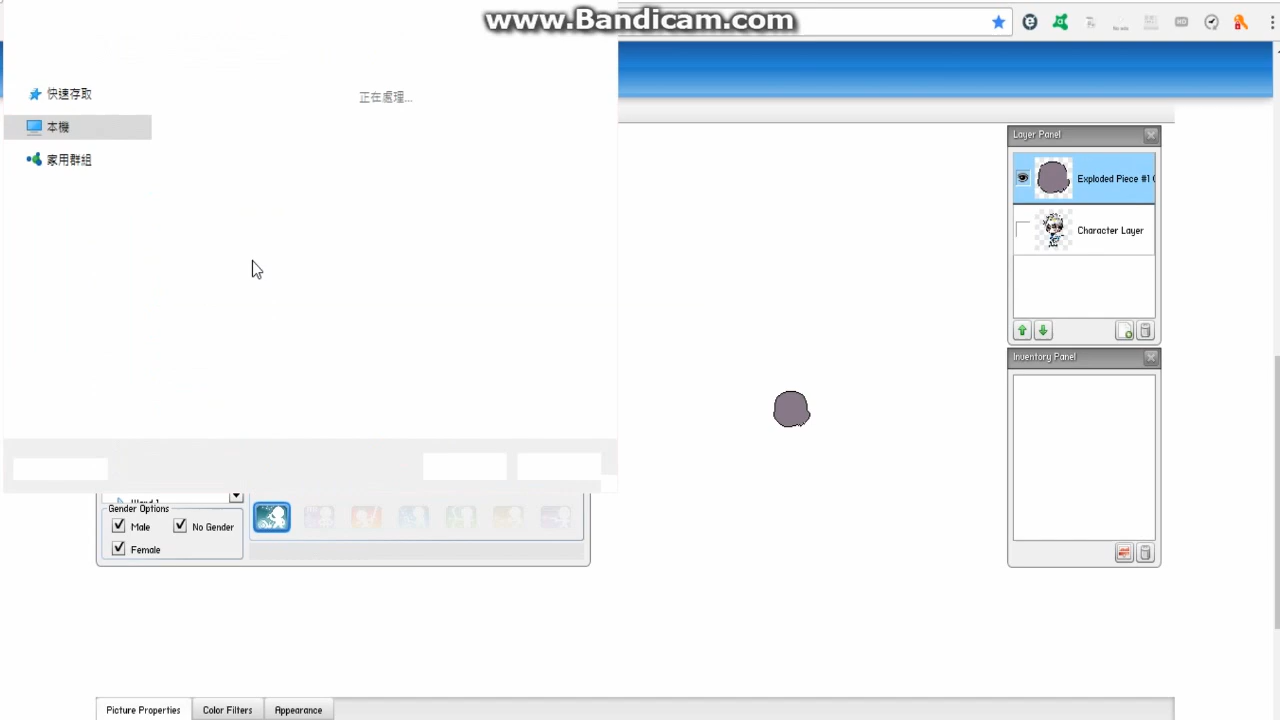 www.Bandicam.com
快速存取
正在處理...
本機
家用群組
Layer Panel
Exploded Piece #1 (
Character Layer
Inventory Panel
Gender Options
Male
No Gender
Female
Picture Properties
Color Filters
Appearance